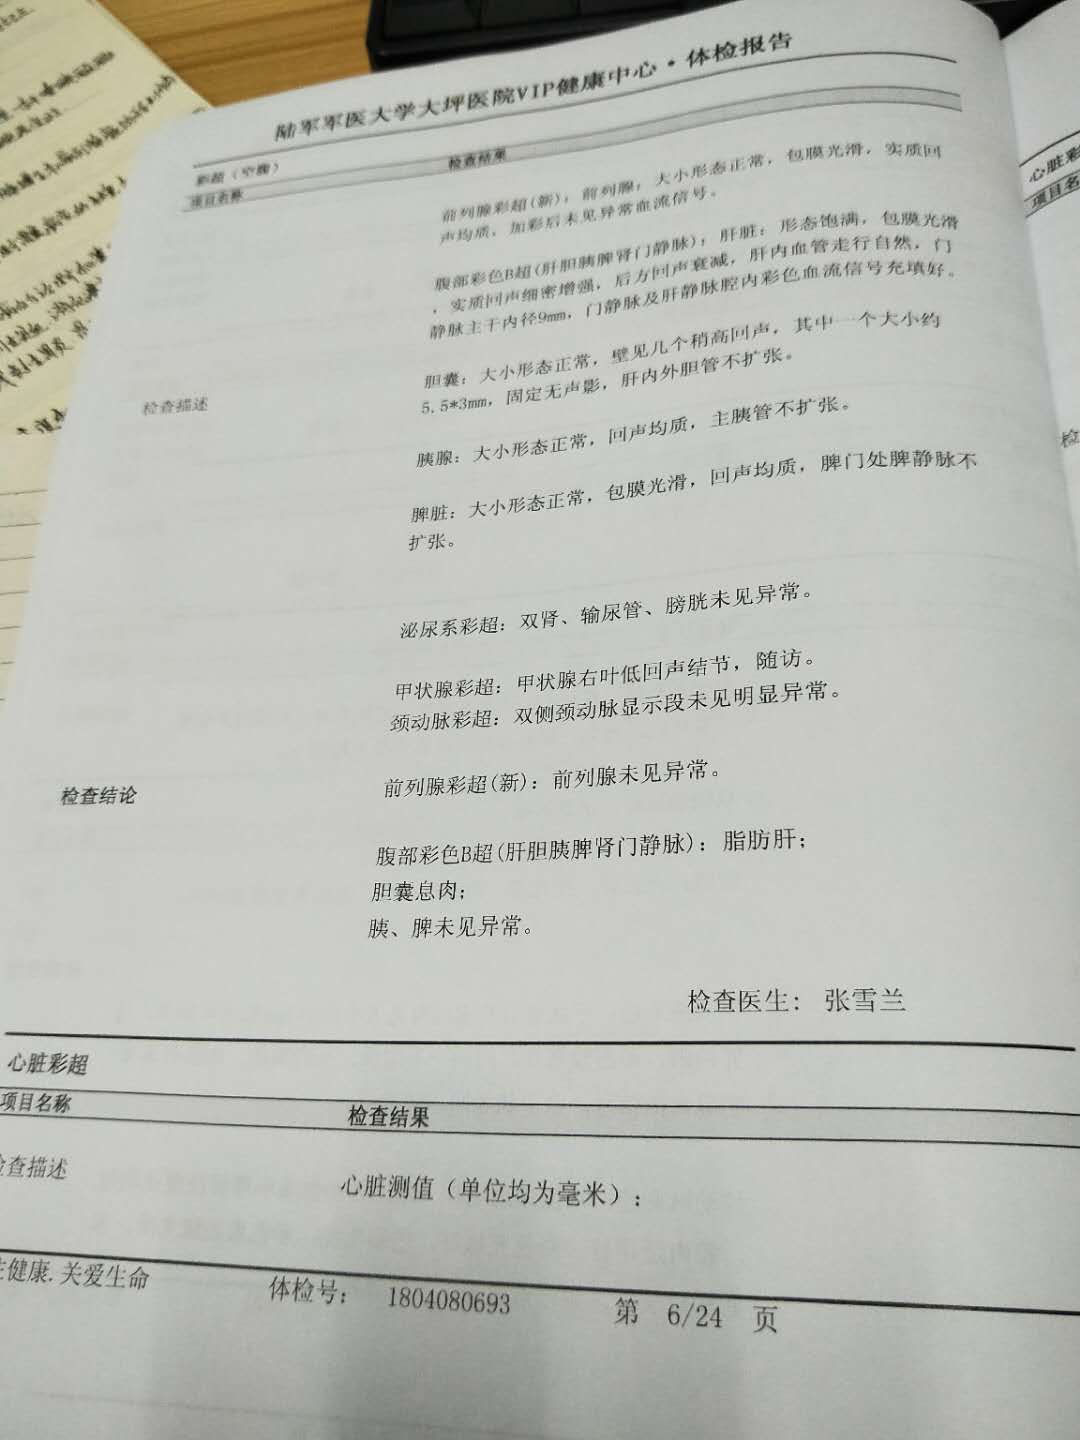 陆军军医大学大坪医院VIP健康中心·体检报告
彩超（空腹）
项目名称
检查结果
前列腺彩超(新)：前列腺：大小形态正常，包膜光滑，实质回
声均质，加彩后未见异常血流信号。
腹部彩色B超(肝胆胰脾肾门静脉)：肝脏：形态饱满，包膜光滑
，实质回声细密增强，后方回声衰减，肝内血管走行自然，门
静脉主干内径9mm，门静脉及肝静脉腔内彩色血流信号充填好。
检查描述
胆囊：大小形态正常，壁见几个稍高回声，其中一个大小约
5.5*3mm，固定无声影，肝内外胆管不扩张。
胰腺：大小形态正常，回声均质，主胰管不扩张。
脾脏：大小形态正常，包膜光滑，回声均质，脾门处脾静脉不
扩张。
泌尿系彩超：双肾、输尿管、膀胱未见异常。
甲状腺彩超：甲状腺右叶低回声结节，随访。
颈动脉彩超：双侧颈动脉显示段未见明显异常。
检查结论
前列腺彩超(新)：前列腺未见异常。
腹部彩色B超(肝胆胰脾肾门静脉)：脂肪肝；
胆囊息肉；
胰、脾未见异常。
检查医生： 张雪兰
心脏彩超
项目名称
检查结果
查描述
心脏测值（单位均为毫米）：
健康.关爱生命
体检号： 1804080693
第 6/24 页
心脏彩
项目名
检